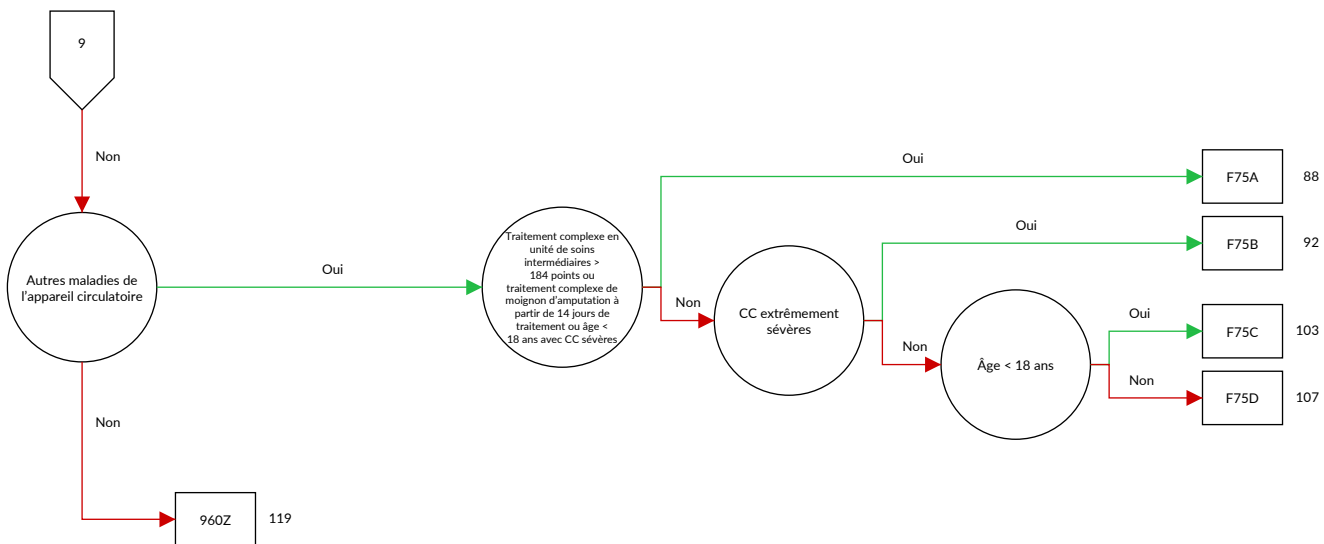 9
Non
Autres maladies de
l'appareil circulatoire
Oui
Traitement complexe en
unité de soins
intermédiaires >
184 points ou
traitement complexe de
moignon d'amputation à
partir de 14 jours de
traitement ou âge <
18 ans avec CC sévères
Oui
F75A 88
Non
CC extrêmement
sévères
Oui
F75B 92
Non
Âge < 18 ans
Oui
F75C 103
Non
F75D 107
Non
960Z 119